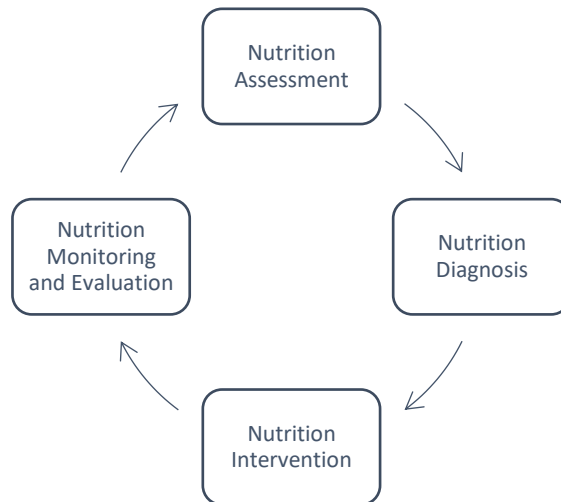 Nutrition
Assessment
Nutrition
Diagnosis
Nutrition
Intervention
Nutrition
Monitoring
and Evaluation